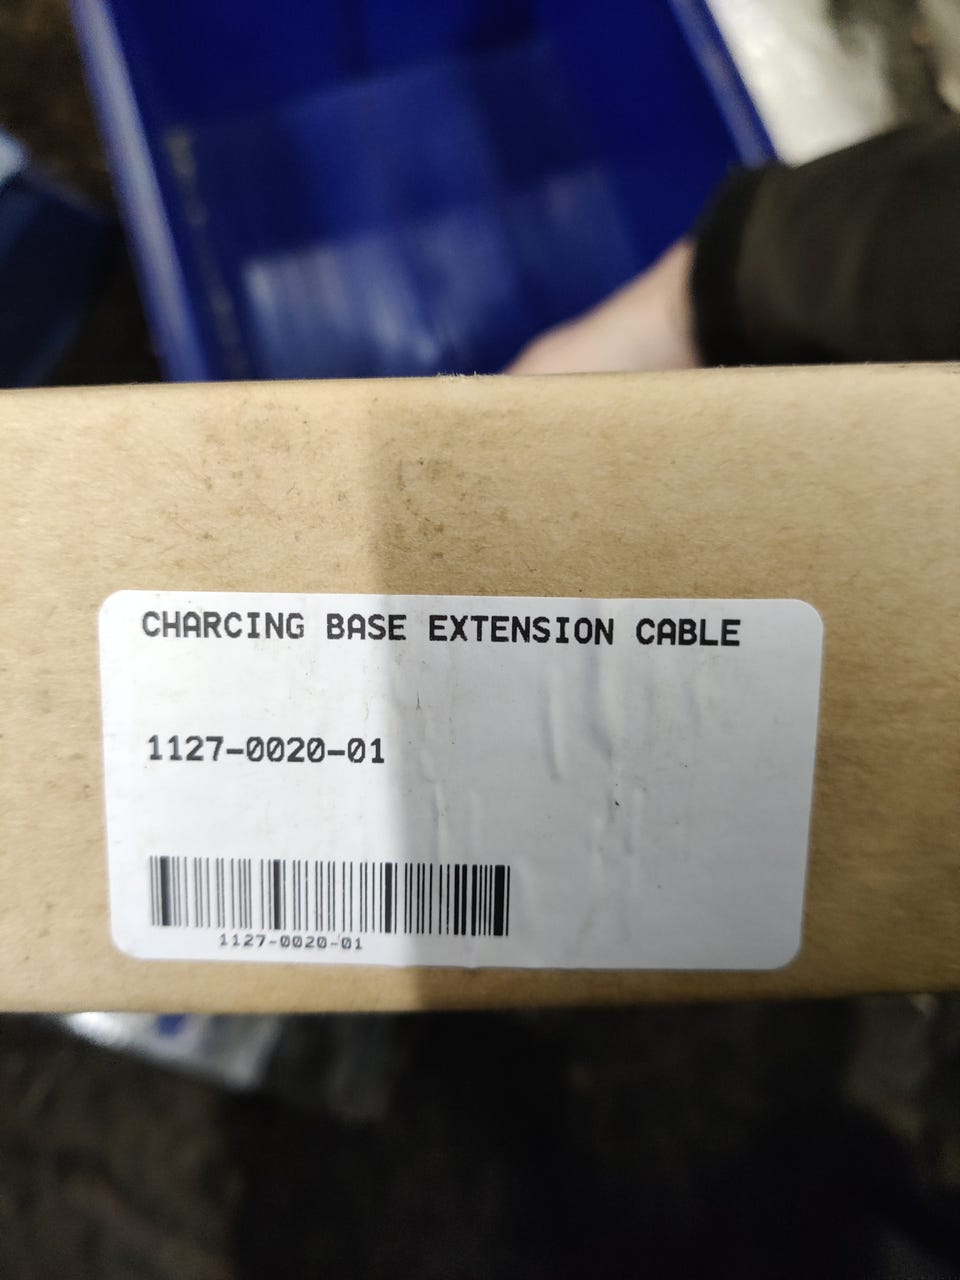 CHARCING BASE EXTENSION CABLE
1127-0020-01
1127-0020-01